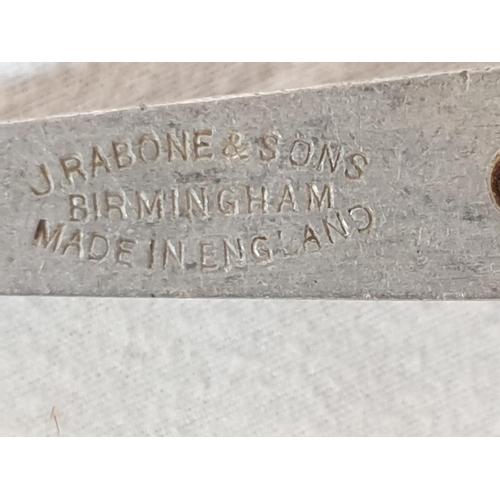 J. RABONE & SONS
BIRMINGHAM
MADE IN ENGLAND